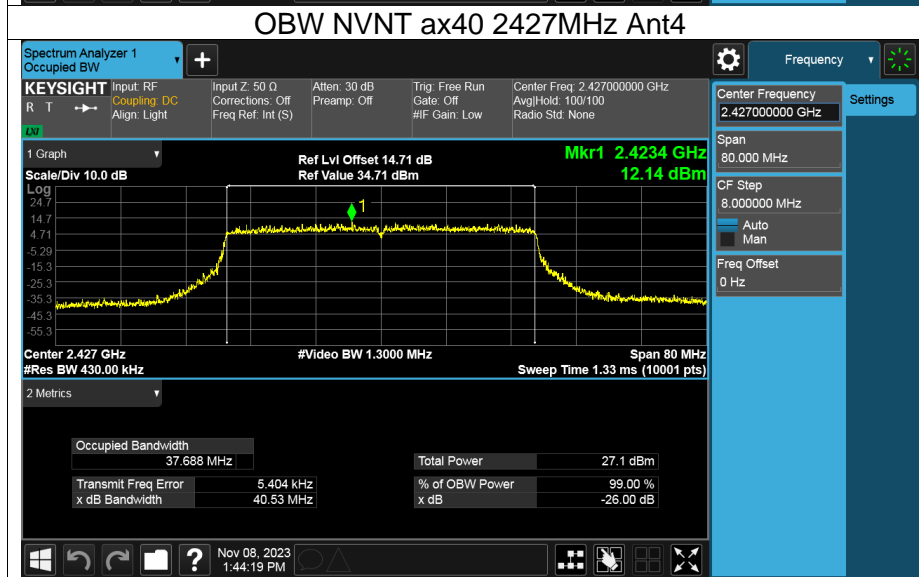 OBW NVNT ax40 2427MHz Ant4
Spectrum Analyzer 1
Occupied BW
+
Frequency
KEYSIGHT
R T
LXI
Input: RF
Coupling: DC
Align: Light
Input Z: 50 Ω
Corrections: Off
Freq Ref: Int (S)
Atten: 30 dB
Preamp: Off
Trig: Free Run
Gate: Off
#IF Gain: Low
Center Freq: 2.427000000 GHz
Avg|Hold: 100/100
Radio Std: None
Center Frequency
2.427000000 GHz
Settings
Span
80.000 MHz
CF Step
8.000000 MHz
Auto
Man
Freq Offset
0 Hz
1 Graph
Scale/Div 10.0 dB
Ref Lvl Offset 14.71 dB
Ref Value 34.71 dBm
Mkr1 2.4234 GHz
12.14 dBm
Log
24.7
14.7
4.71
-5.29
-15.3
-25.3
-35.3
-45.3
-55.3
1
Center 2.427 GHz
#Res BW 430.00 kHz
#Video BW 1.3000 MHz
Span 80 MHz
Sweep Time 1.33 ms (10001 pts)
2 Metrics
Occupied Bandwidth
37.688 MHz
Transmit Freq Error 5.404 kHz
x dB Bandwidth 40.53 MHz
Total Power 27.1 dBm
% of OBW Power 99.00 %
x dB -26.00 dB
?
Nov 08, 2023
1:44:19 PM